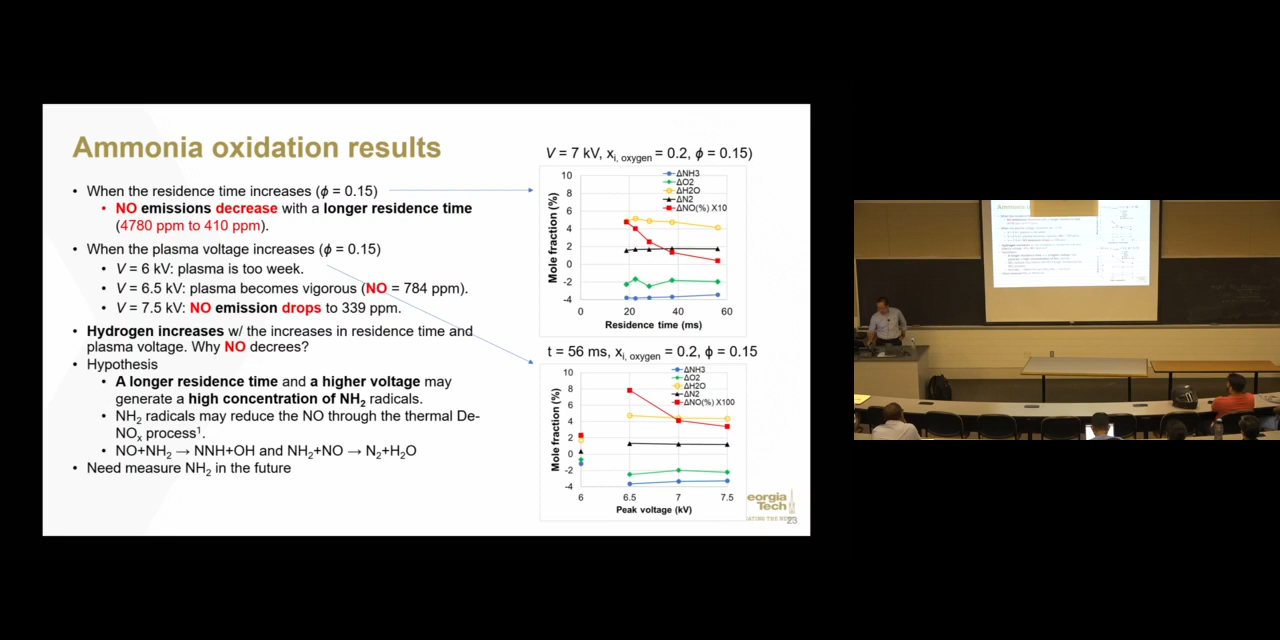 Ammonia oxidation results
• When the residence time increases (ϕ = 0.15)
• NO emissions decrease with a longer residence time
(4780 ppm to 410 ppm).
• When the plasma voltage increases (ϕ = 0.15)
• V = 6 kV: plasma is too week.
• V = 6.5 kV: plasma becomes vigorous (NO = 784 ppm).
• V = 7.5 kV: NO emission drops to 339 ppm.
• Hydrogen increases w/ the increases in residence time and
plasma voltage. Why NO decrees?
• Hypothesis
• A longer residence time and a higher voltage may
generate a high concentration of NH₂ radicals.
• NH₂ radicals may reduce the NO through the thermal De-
NOₓ process¹.
• NO+NH₂ → NNH+OH and NH₂+NO → N₂+H₂O
• Need measure NH₂ in the future
V = 7 kV, xi, oxygen = 0.2, ϕ = 0.15)
ΔNH3
ΔO2
ΔH2O
ΔN2
ΔNO(%) X10
Mole fraction (%)
10
8
6
4
2
0
-2
-4
0 20 40 60
Residence time (ms)
t = 56 ms, xi, oxygen = 0.2, ϕ = 0.15
ΔNH3
ΔO2
ΔH2O
ΔN2
ΔNO(%) X100
Mole fraction (%)
10
8
6
4
2
0
-2
-4
6 6.5 7 7.5
Peak voltage (kV)
eorgia
Tech
23